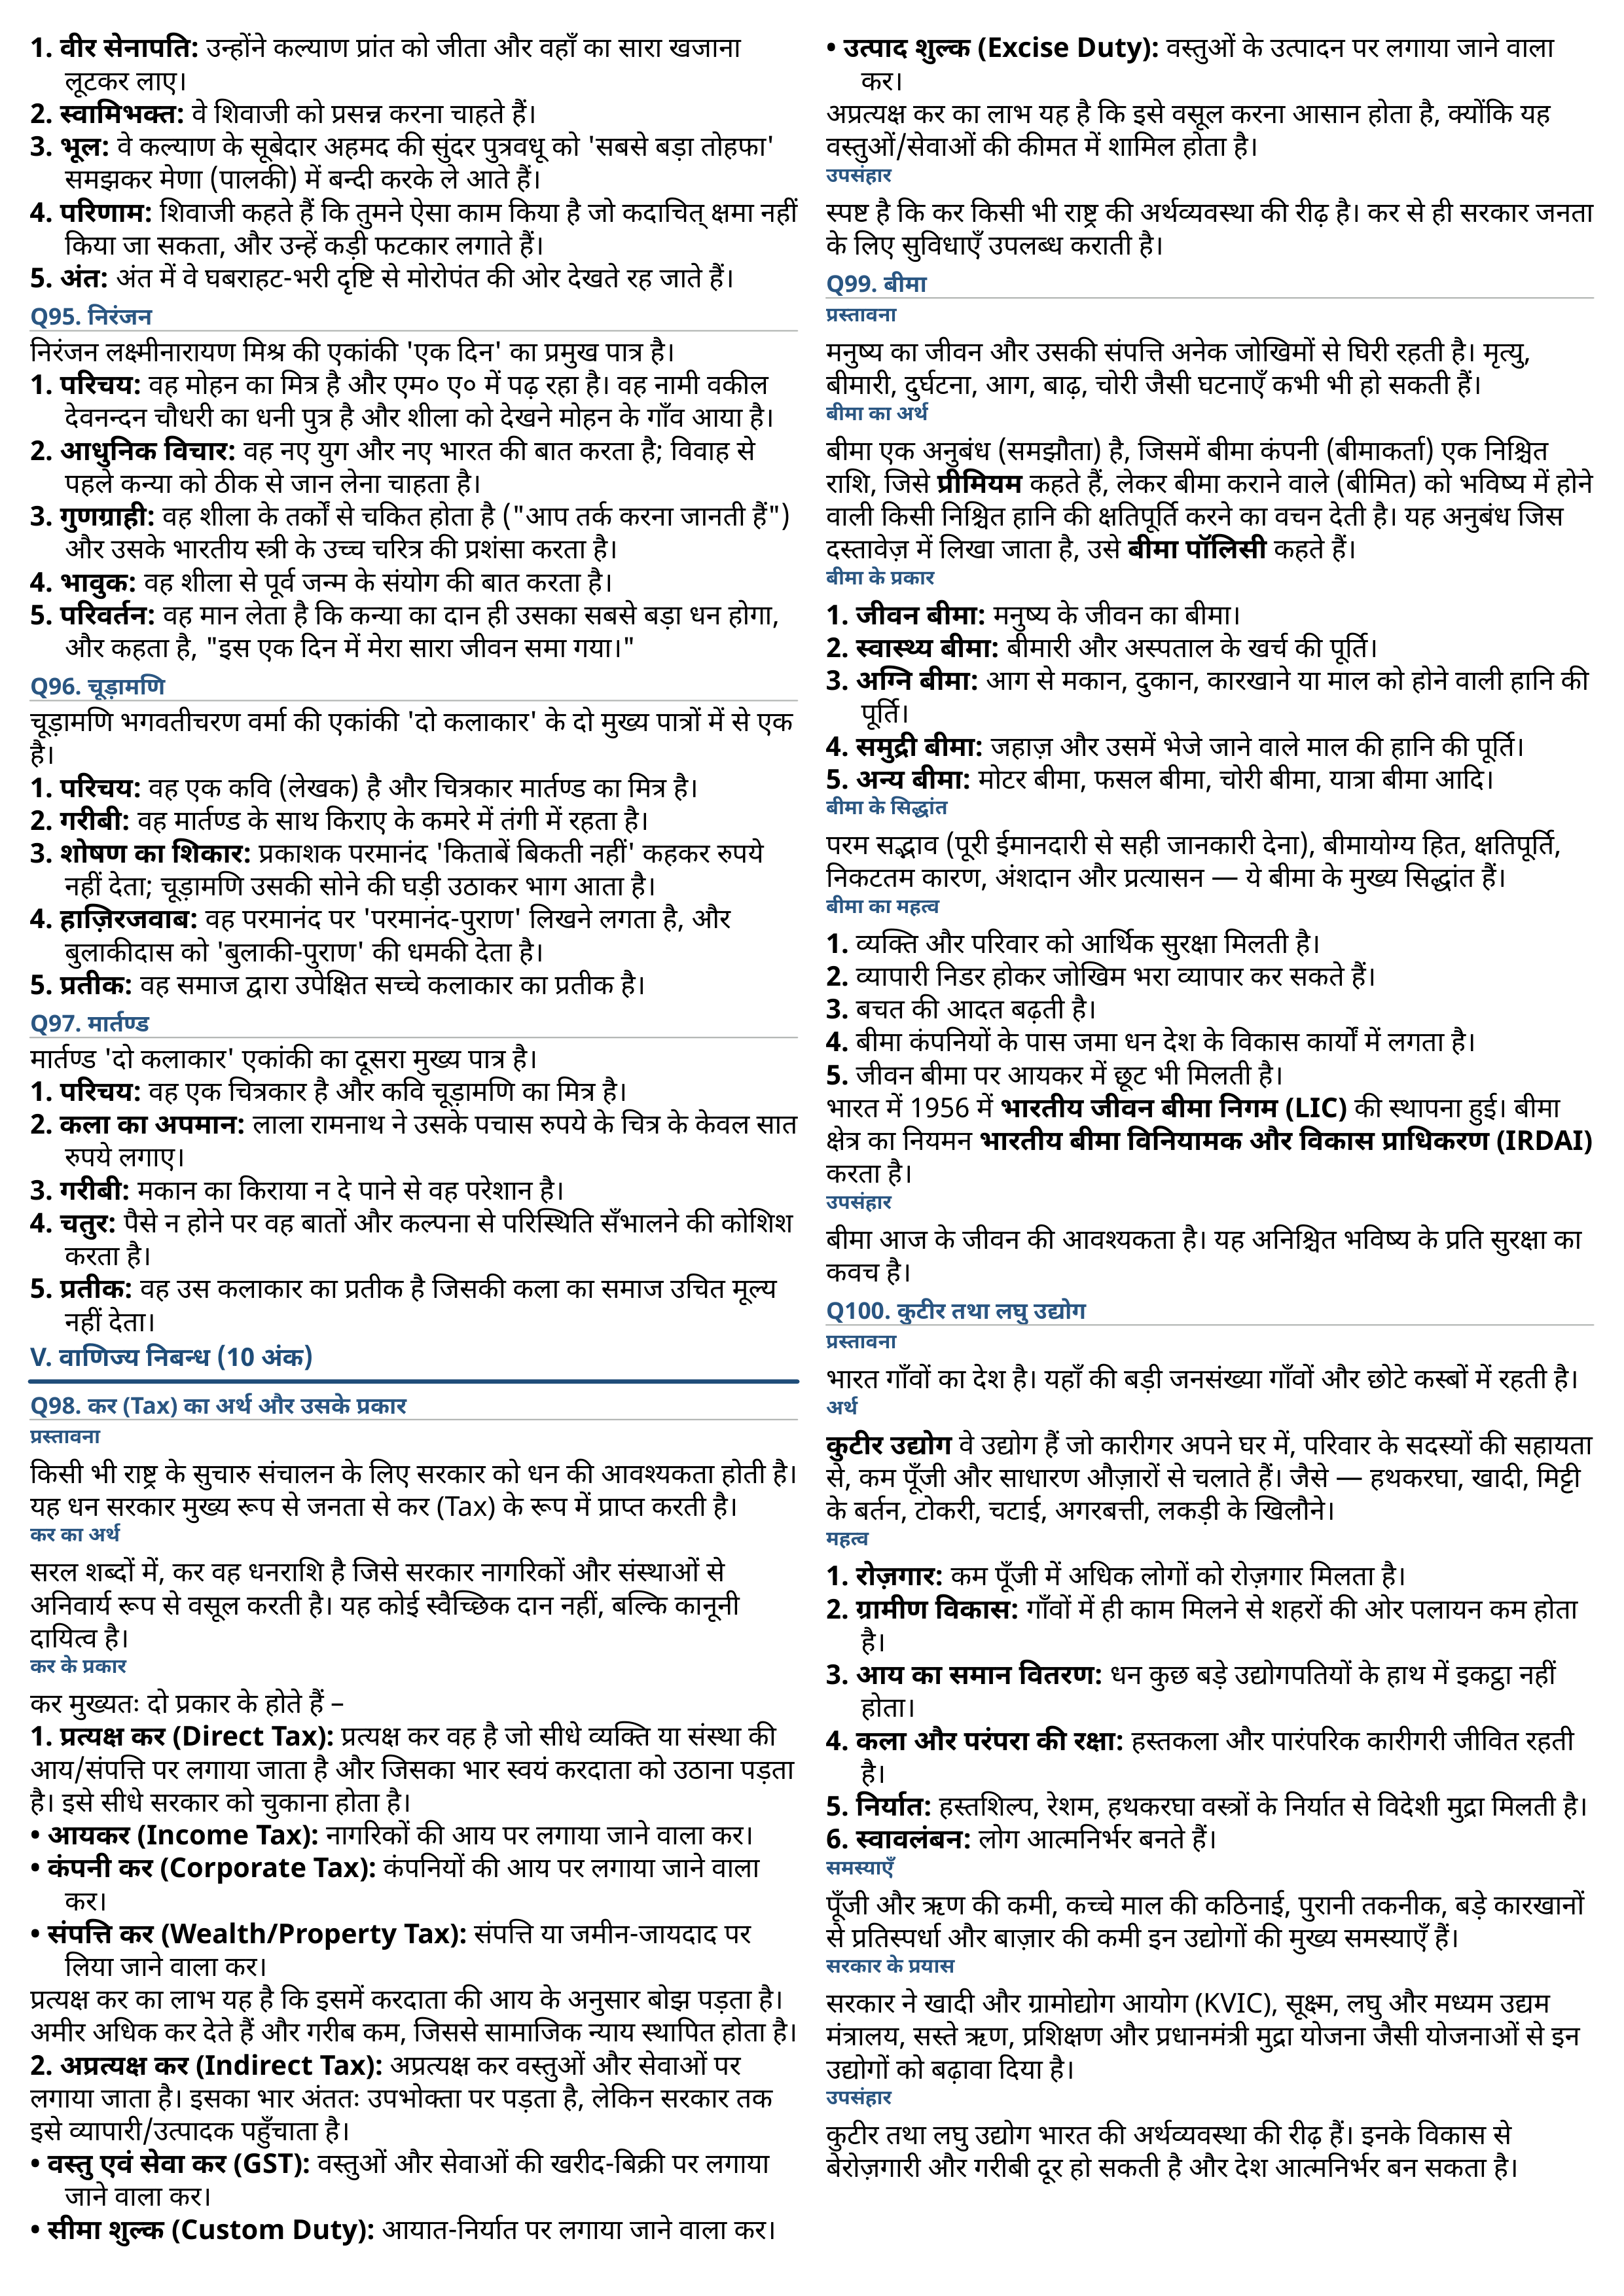 1. वीर सेनापति: उन्होंने कल्याण प्रांत को जीता और वहाँ का सारा खजाना
लूटकर लाए।
2. स्वामिभक्त: वे शिवाजी को प्रसन्न करना चाहते हैं।
3. भूल: वे कल्याण के सूबेदार अहमद की सुंदर पुत्रवधू को 'सबसे बड़ा तोहफा'
समझकर मेणा (पालकी) में बन्दी करके ले आते हैं।
4. परिणाम: शिवाजी कहते हैं कि तुमने ऐसा काम किया है जो कदाचित् क्षमा नहीं
किया जा सकता, और उन्हें कड़ी फटकार लगाते हैं।
5. अंत: अंत में वे घबराहट-भरी दृष्टि से मोरोपंत की ओर देखते रह जाते हैं।
Q95. निरंजन
निरंजन लक्ष्मीनारायण मिश्र की एकांकी 'एक दिन' का प्रमुख पात्र है।
1. परिचय: वह मोहन का मित्र है और एम० ए० में पढ़ रहा है। वह नामी वकील
देवनन्दन चौधरी का धनी पुत्र है और शीला को देखने मोहन के गाँव आया है।
2. आधुनिक विचार: वह नए युग और नए भारत की बात करता है; विवाह से
पहले कन्या को ठीक से जान लेना चाहता है।
3. गुणग्राही: वह शीला के तर्कों से चकित होता है ("आप तर्क करना जानती हैं")
और उसके भारतीय स्त्री के उच्च चरित्र की प्रशंसा करता है।
4. भावुक: वह शीला से पूर्व जन्म के संयोग की बात करता है।
5. परिवर्तन: वह मान लेता है कि कन्या का दान ही उसका सबसे बड़ा धन होगा,
और कहता है, "इस एक दिन में मेरा सारा जीवन समा गया।"
Q96. चूड़ामणि
चूड़ामणि भगवतीचरण वर्मा की एकांकी 'दो कलाकार' के दो मुख्य पात्रों में से एक
है।
1. परिचय: वह एक कवि (लेखक) है और चित्रकार मार्तण्ड का मित्र है।
2. गरीबी: वह मार्तण्ड के साथ किराए के कमरे में तंगी में रहता है।
3. शोषण का शिकार: प्रकाशक परमानंद 'किताबें बिकती नहीं' कहकर रुपये
नहीं देता; चूड़ामणि उसकी सोने की घड़ी उठाकर भाग आता है।
4. हाज़िरजवाब: वह परमानंद पर 'परमानंद-पुराण' लिखने लगता है, और
बुलाकीदास को 'बुलाकी-पुराण' की धमकी देता है।
5. प्रतीक: वह समाज द्वारा उपेक्षित सच्चे कलाकार का प्रतीक है।
Q97. मार्तण्ड
मार्तण्ड 'दो कलाकार' एकांकी का दूसरा मुख्य पात्र है।
1. परिचय: वह एक चित्रकार है और कवि चूड़ामणि का मित्र है।
2. कला का अपमान: लाला रामनाथ ने उसके पचास रुपये के चित्र के केवल सात
रुपये लगाए।
3. गरीबी: मकान का किराया न दे पाने से वह परेशान है।
4. चतुर: पैसे न होने पर वह बातों और कल्पना से परिस्थिति सँभालने की कोशिश
करता है।
5. प्रतीक: वह उस कलाकार का प्रतीक है जिसकी कला का समाज उचित मूल्य
नहीं देता।
V. वाणिज्य निबन्ध (10 अंक)
Q98. कर (Tax) का अर्थ और उसके प्रकार
प्रस्तावना
किसी भी राष्ट्र के सुचारु संचालन के लिए सरकार को धन की आवश्यकता होती है।
यह धन सरकार मुख्य रूप से जनता से कर (Tax) के रूप में प्राप्त करती है।
कर का अर्थ
सरल शब्दों में, कर वह धनराशि है जिसे सरकार नागरिकों और संस्थाओं से
अनिवार्य रूप से वसूल करती है। यह कोई स्वैच्छिक दान नहीं, बल्कि कानूनी
दायित्व है।
कर के प्रकार
कर मुख्यतः दो प्रकार के होते हैं –
1. प्रत्यक्ष कर (Direct Tax): प्रत्यक्ष कर वह है जो सीधे व्यक्ति या संस्था की
आय/संपत्ति पर लगाया जाता है और जिसका भार स्वयं करदाता को उठाना पड़ता
है। इसे सीधे सरकार को चुकाना होता है।
• आयकर (Income Tax): नागरिकों की आय पर लगाया जाने वाला कर।
• कंपनी कर (Corporate Tax): कंपनियों की आय पर लगाया जाने वाला
कर।
• संपत्ति कर (Wealth/Property Tax): संपत्ति या जमीन-जायदाद पर
लिया जाने वाला कर।
प्रत्यक्ष कर का लाभ यह है कि इसमें करदाता की आय के अनुसार बोझ पड़ता है।
अमीर अधिक कर देते हैं और गरीब कम, जिससे सामाजिक न्याय स्थापित होता है।
2. अप्रत्यक्ष कर (Indirect Tax): अप्रत्यक्ष कर वस्तुओं और सेवाओं पर
लगाया जाता है। इसका भार अंततः उपभोक्ता पर पड़ता है, लेकिन सरकार तक
इसे व्यापारी/उत्पादक पहुँचाता है।
• वस्तु एवं सेवा कर (GST): वस्तुओं और सेवाओं की खरीद-बिक्री पर लगाया
जाने वाला कर।
• सीमा शुल्क (Custom Duty): आयात-निर्यात पर लगाया जाने वाला कर।
• उत्पाद शुल्क (Excise Duty): वस्तुओं के उत्पादन पर लगाया जाने वाला
कर।
अप्रत्यक्ष कर का लाभ यह है कि इसे वसूल करना आसान होता है, क्योंकि यह
वस्तुओं/सेवाओं की कीमत में शामिल होता है।
उपसंहार
स्पष्ट है कि कर किसी भी राष्ट्र की अर्थव्यवस्था की रीढ़ है। कर से ही सरकार जनता
के लिए सुविधाएँ उपलब्ध कराती है।
Q99. बीमा
प्रस्तावना
मनुष्य का जीवन और उसकी संपत्ति अनेक जोखिमों से घिरी रहती है। मृत्यु,
बीमारी, दुर्घटना, आग, बाढ़, चोरी जैसी घटनाएँ कभी भी हो सकती हैं।
बीमा का अर्थ
बीमा एक अनुबंध (समझौता) है, जिसमें बीमा कंपनी (बीमाकर्ता) एक निश्चित
राशि, जिसे प्रीमियम कहते हैं, लेकर बीमा कराने वाले (बीमित) को भविष्य में होने
वाली किसी निश्चित हानि की क्षतिपूर्ति करने का वचन देती है। यह अनुबंध जिस
दस्तावेज़ में लिखा जाता है, उसे बीमा पॉलिसी कहते हैं।
बीमा के प्रकार
1. जीवन बीमा: मनुष्य के जीवन का बीमा।
2. स्वास्थ्य बीमा: बीमारी और अस्पताल के खर्च की पूर्ति।
3. अग्नि बीमा: आग से मकान, दुकान, कारखाने या माल को होने वाली हानि की
पूर्ति।
4. समुद्री बीमा: जहाज़ और उसमें भेजे जाने वाले माल की हानि की पूर्ति।
5. अन्य बीमा: मोटर बीमा, फसल बीमा, चोरी बीमा, यात्रा बीमा आदि।
बीमा के सिद्धांत
परम सद्भाव (पूरी ईमानदारी से सही जानकारी देना), बीमायोग्य हित, क्षतिपूर्ति,
निकटतम कारण, अंशदान और प्रत्यासन — ये बीमा के मुख्य सिद्धांत हैं।
बीमा का महत्व
1. व्यक्ति और परिवार को आर्थिक सुरक्षा मिलती है।
2. व्यापारी निडर होकर जोखिम भरा व्यापार कर सकते हैं।
3. बचत की आदत बढ़ती है।
4. बीमा कंपनियों के पास जमा धन देश के विकास कार्यों में लगता है।
5. जीवन बीमा पर आयकर में छूट भी मिलती है।
भारत में 1956 में भारतीय जीवन बीमा निगम (LIC) की स्थापना हुई। बीमा
क्षेत्र का नियमन भारतीय बीमा विनियामक और विकास प्राधिकरण (IRDAI)
करता है।
उपसंहार
बीमा आज के जीवन की आवश्यकता है। यह अनिश्चित भविष्य के प्रति सुरक्षा का
कवच है।
Q100. कुटीर तथा लघु उद्योग
प्रस्तावना
भारत गाँवों का देश है। यहाँ की बड़ी जनसंख्या गाँवों और छोटे कस्बों में रहती है।
अर्थ
कुटीर उद्योग वे उद्योग हैं जो कारीगर अपने घर में, परिवार के सदस्यों की सहायता
से, कम पूँजी और साधारण औज़ारों से चलाते हैं। जैसे — हथकरघा, खादी, मिट्टी
के बर्तन, टोकरी, चटाई, अगरबत्ती, लकड़ी के खिलौने।
महत्व
1. रोज़गार: कम पूँजी में अधिक लोगों को रोज़गार मिलता है।
2. ग्रामीण विकास: गाँवों में ही काम मिलने से शहरों की ओर पलायन कम होता
है।
3. आय का समान वितरण: धन कुछ बड़े उद्योगपतियों के हाथ में इकट्ठा नहीं
होता।
4. कला और परंपरा की रक्षा: हस्तकला और पारंपरिक कारीगरी जीवित रहती
है।
5. निर्यात: हस्तशिल्प, रेशम, हथकरघा वस्त्रों के निर्यात से विदेशी मुद्रा मिलती है।
6. स्वावलंबन: लोग आत्मनिर्भर बनते हैं।
समस्याएँ
पूँजी और ऋण की कमी, कच्चे माल की कठिनाई, पुरानी तकनीक, बड़े कारखानों
से प्रतिस्पर्धा और बाज़ार की कमी इन उद्योगों की मुख्य समस्याएँ हैं।
सरकार के प्रयास
सरकार ने खादी और ग्रामोद्योग आयोग (KVIC), सूक्ष्म, लघु और मध्यम उद्यम
मंत्रालय, सस्ते ऋण, प्रशिक्षण और प्रधानमंत्री मुद्रा योजना जैसी योजनाओं से इन
उद्योगों को बढ़ावा दिया है।
उपसंहार
कुटीर तथा लघु उद्योग भारत की अर्थव्यवस्था की रीढ़ हैं। इनके विकास से
बेरोज़गारी और गरीबी दूर हो सकती है और देश आत्मनिर्भर बन सकता है।